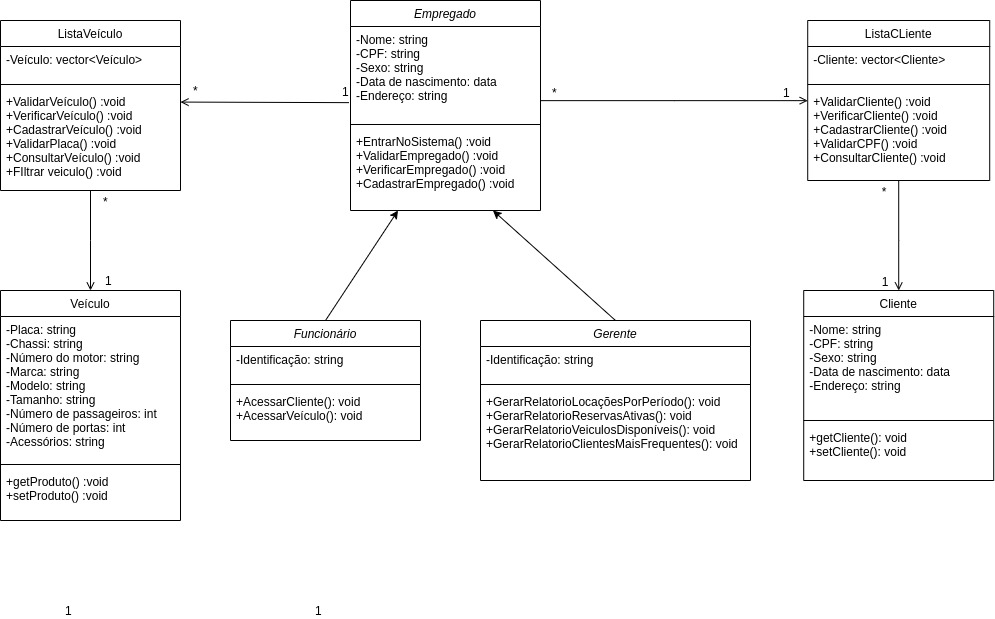 ListaVeículo
-Veículo: vector<Veículo>
+ValidarVeículo() :void
+VerificarVeículo() :void
+CadastrarVeículo() :void
+ValidarPlaca() :void
+ConsultarVeículo() :void
+FIltrar veiculo() :void
Empregado
-Nome: string
-CPF: string
-Sexo: string
-Data de nascimento: data
-Endereço: string
+EntrarNoSistema() :void
+ValidarEmpregado() :void
+VerificarEmpregado() :void
+CadastrarEmpregado() :void
ListaCLiente
-Cliente: vector<Cliente>
+ValidarCliente() :void
+VerificarCliente() :void
+CadastrarCliente() :void
+ValidarCPF() :void
+ConsultarCliente() :void
*
1
*
1
*
1
*
1
Veículo
-Placa: string
-Chassi: string
-Número do motor: string
-Marca: string
-Modelo: string
-Tamanho: string
-Número de passageiros: int
-Número de portas: int
-Acessórios: string
+getProduto() :void
+setProduto() :void
Funcionário
-Identificação: string
+AcessarCliente(): void
+AcessarVeículo(): void
Gerente
-Identificação: string
+GerarRelatorioLocaçõesPorPeríodo(): void
+GerarRelatorioReservasAtivas(): void
+GerarRelatorioVeiculosDisponíveis(): void
+GerarRelatorioClientesMaisFrequentes(): void
Cliente
-Nome: string
-CPF: string
-Sexo: string
-Data de nascimento: data
-Endereço: string
+getCliente(): void
+setCliente(): void
1
1